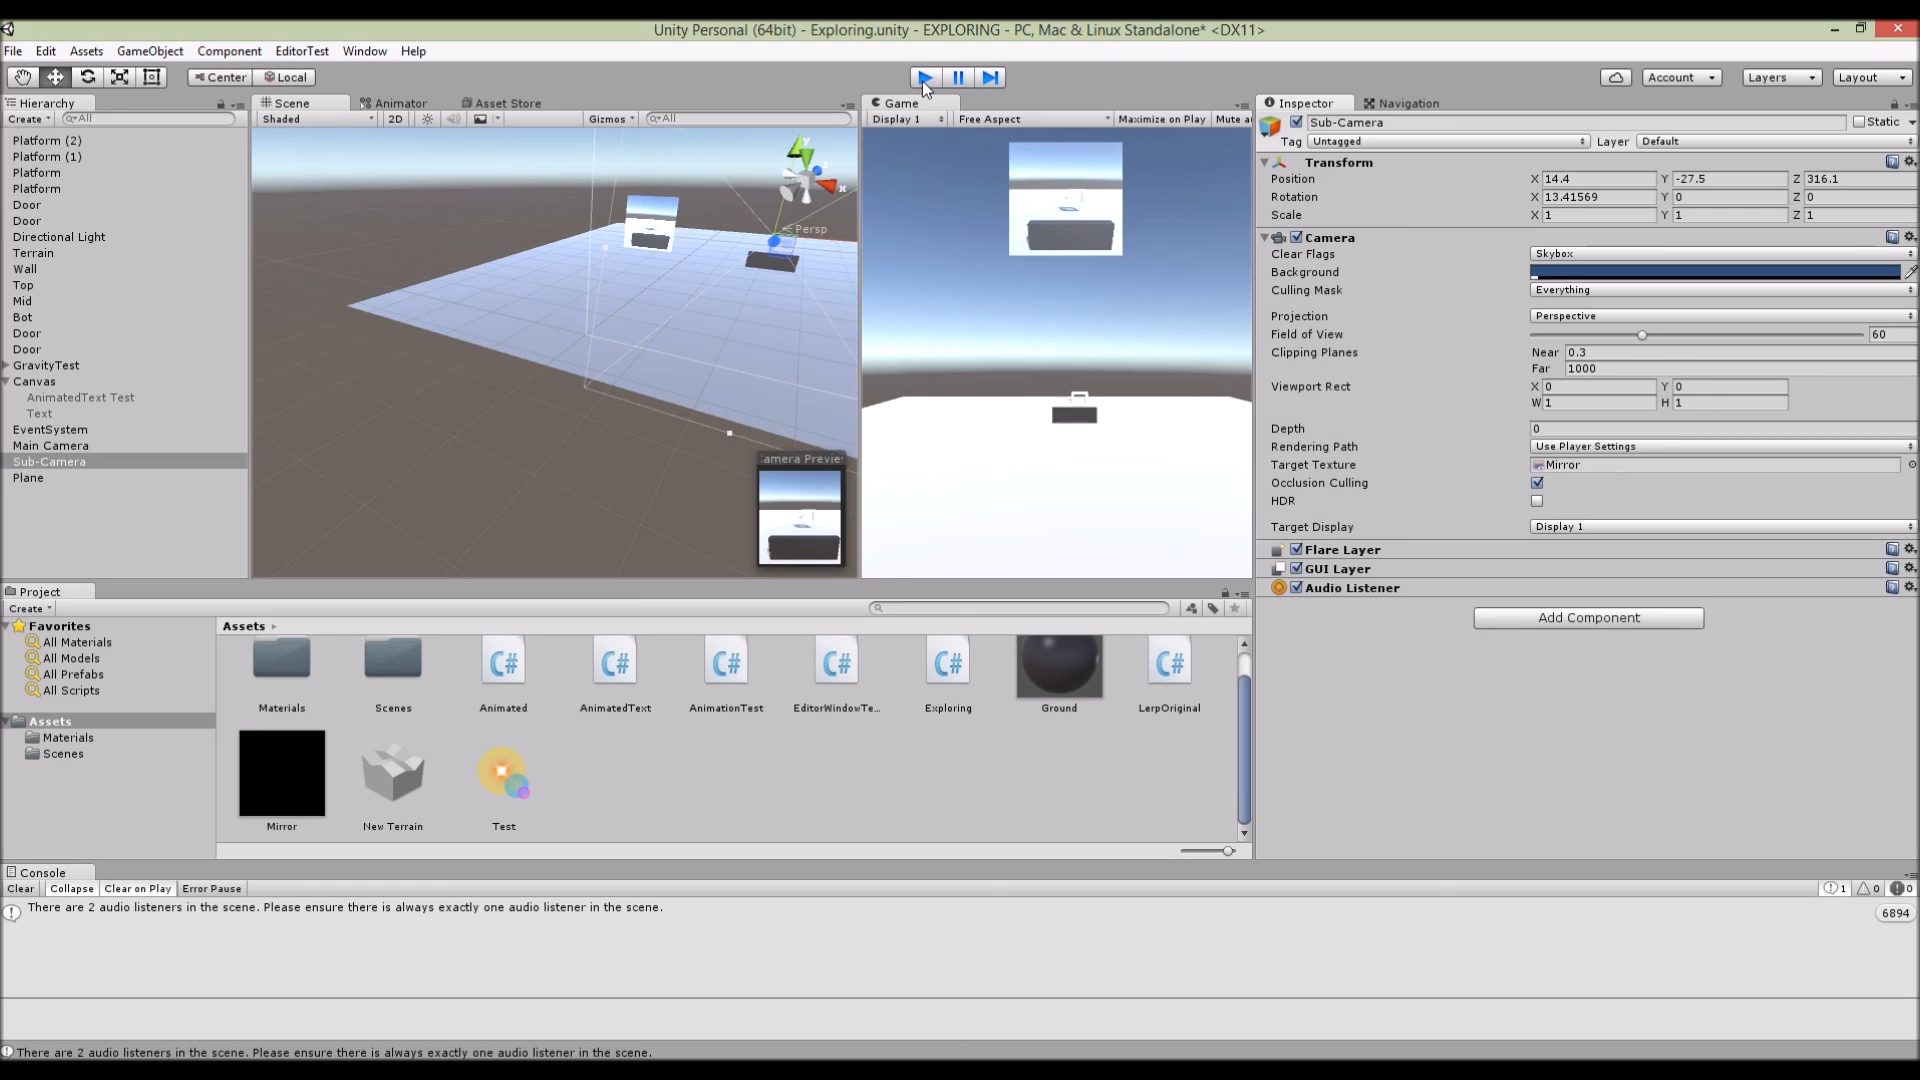 Unity Personal (64bit) - Exploring.unity - EXPLORING - PC, Mac & Linux Standalone* <DX11>
File Edit Assets GameObject Component EditorTest Window Help
Center Local Account Layers Layout
Hierarchy
Create All
Platform (2)
Platform (1)
Platform
Platform
Door
Door
Directional Light
Terrain
Wall
Top
Mid
Bot
Door
Door
GravityTest
Canvas
AnimatedText Test
Text
EventSystem
Main Camera
Sub-Camera
Plane
Scene Animator Asset Store
Shaded 2D Gizmos All
y
x
Persp
Camera Previe
Game
Display 1 Free Aspect Maximize on Play Mute a
Inspector Navigation
Sub-Camera Static
Tag Untagged Layer Default
Transform
Position X 14.4 Y -27.5 Z 316.1
Rotation X 13.41569 Y 0 Z 0
Scale X 1 Y 1 Z 1
Camera
Clear Flags Skybox
Background
Culling Mask Everything
Projection Perspective
Field of View 60
Clipping Planes Near 0.3
Far 1000
Viewport Rect X 0 Y 0
W 1 H 1
Depth 0
Rendering Path Use Player Settings
Target Texture Mirror
Occlusion Culling
HDR
Target Display Display 1
Flare Layer
GUI Layer
Audio Listener
Add Component
Project
Create
Favorites
All Materials
All Models
All Prefabs
All Scripts
Assets
Materials
Scenes
Assets
C# C# C# C# C# C#
Materials Scenes Animated AnimatedText AnimationTest EditorWindowTe... Exploring Ground LerpOriginal
Mirror New Terrain Test
Console
Clear Collapse Clear on Play Error Pause 1 0 0
There are 2 audio listeners in the scene. Please ensure there is always exactly one audio listener in the scene. 6894
There are 2 audio listeners in the scene. Please ensure there is always exactly one audio listener in the scene.